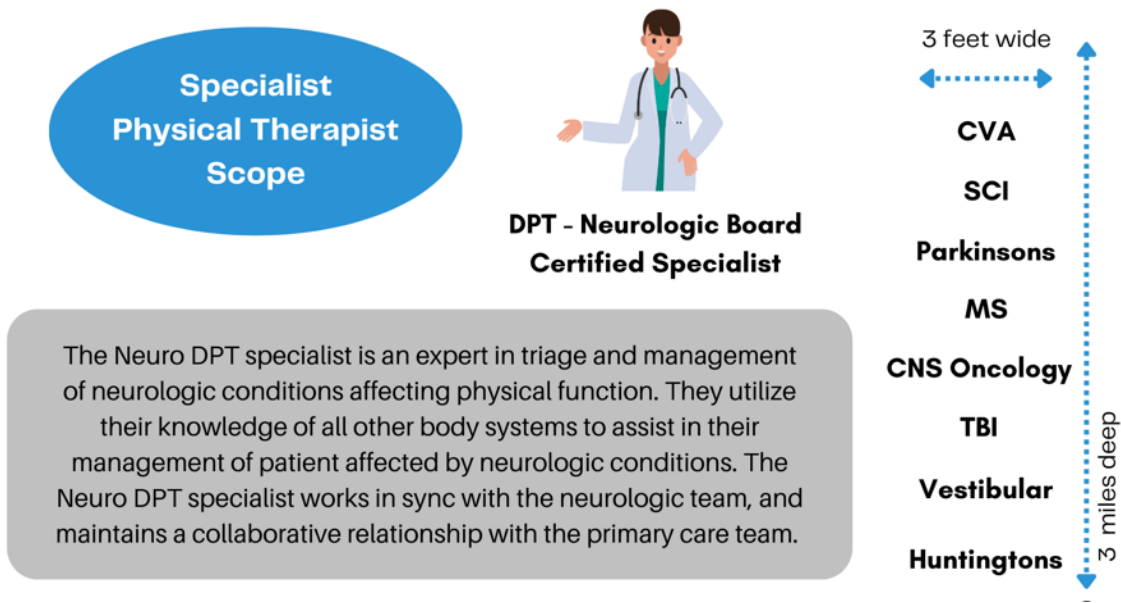 Specialist
Physical Therapist
Scope
DPT - Neurologic Board
Certified Specialist
The Neuro DPT specialist is an expert in triage and management
of neurologic conditions affecting physical function. They utilize
their knowledge of all other body systems to assist in their
management of patient affected by neurologic conditions. The
Neuro DPT specialist works in sync with the neurologic team, and
maintains a collaborative relationship with the primary care team.
3 feet wide
CVA
SCI
Parkinsons
MS
CNS Oncology
TBI
Vestibular
Huntingtons
3 miles deep